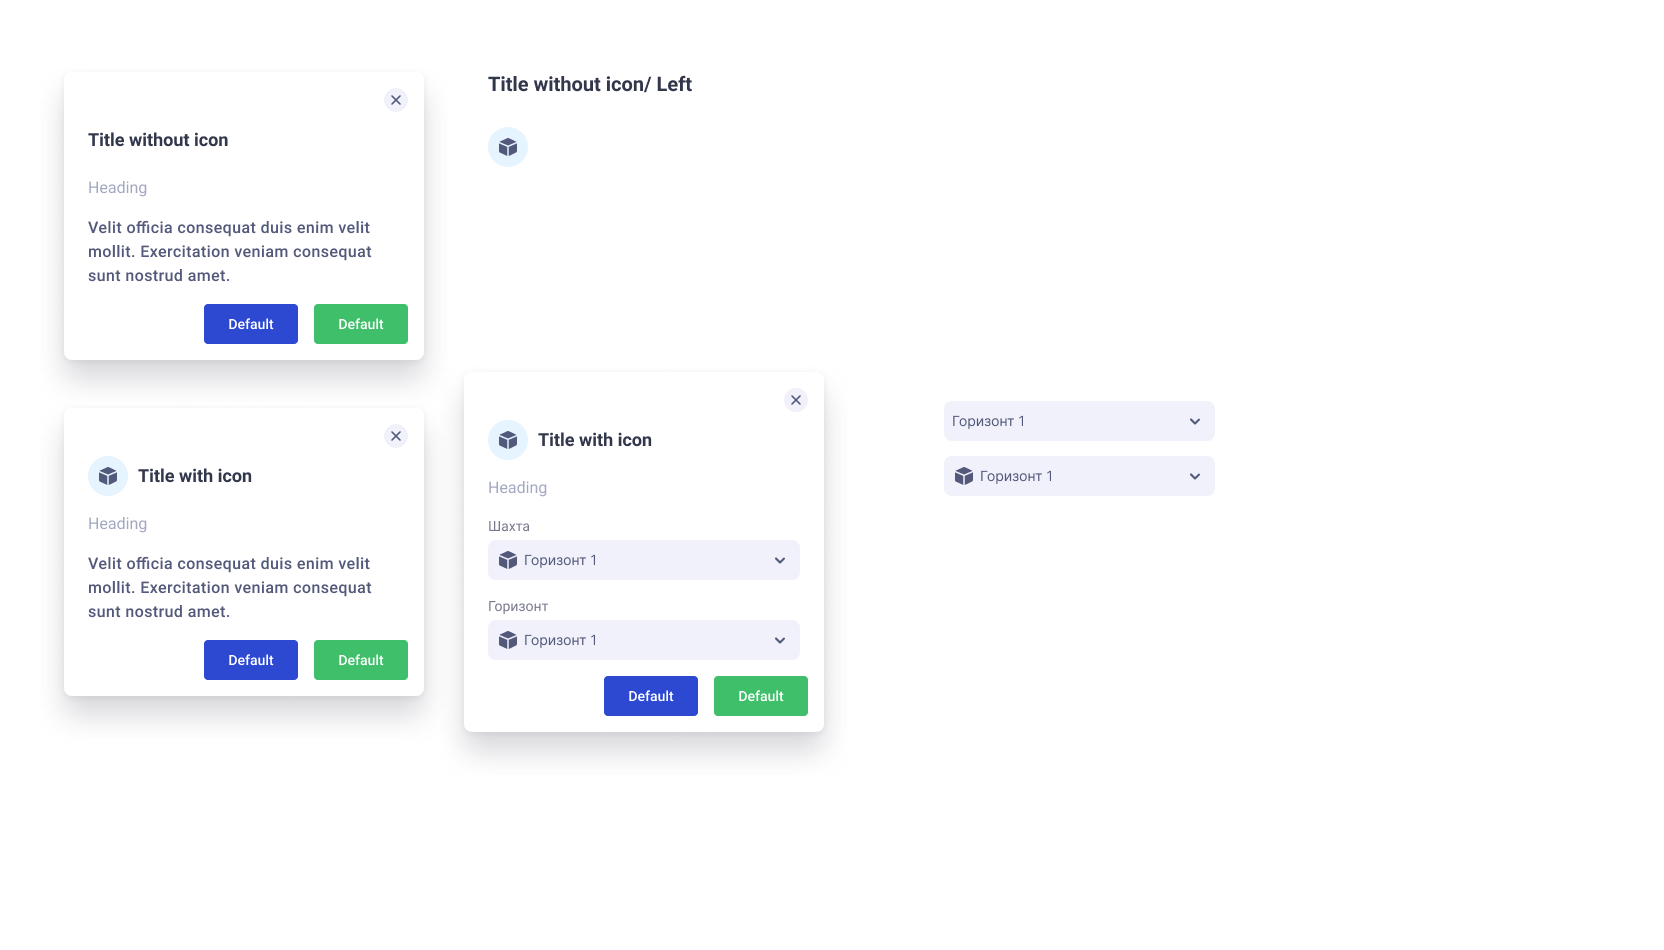 Title without icon
Heading
Velit officia consequat duis enim velit
mollit. Exercitation veniam consequat
sunt nostrud amet.
Default
Default
Title without icon/ Left
Title with icon
Heading
Velit officia consequat duis enim velit
mollit. Exercitation veniam consequat
sunt nostrud amet.
Default
Default
Title with icon
Heading
Шахта
Горизонт 1
Горизонт
Горизонт 1
Default
Default
Горизонт 1
Горизонт 1